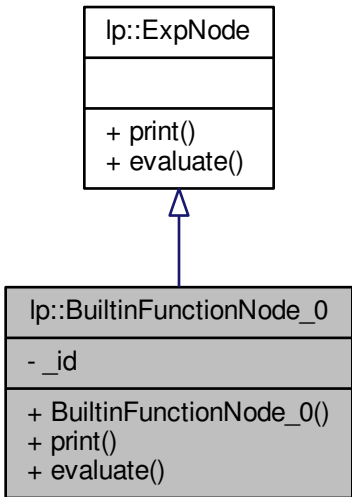 lp::ExpNode
+ print()
+ evaluate()
lp::BuiltinFunctionNode_0
- _id
+ BuiltinFunctionNode_0()
+ print()
+ evaluate()